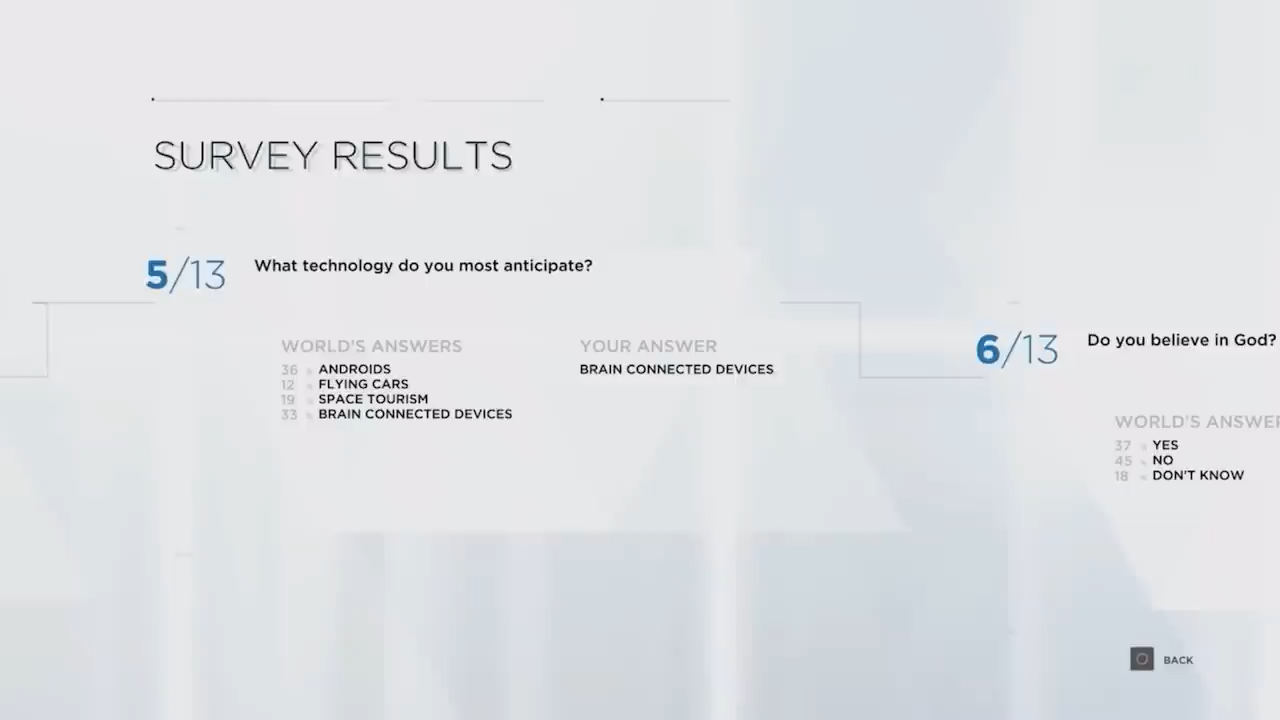 SURVEY RESULTS
5/13 What technology do you most anticipate?
WORLD'S ANSWERS
36 % ANDROIDS
12 % FLYING CARS
19 % SPACE TOURISM
33 % BRAIN CONNECTED DEVICES
YOUR ANSWER
BRAIN CONNECTED DEVICES
6/13 Do you believe in God?
WORLD'S ANSWER
37 % YES
45 % NO
18 % DON'T KNOW
BACK